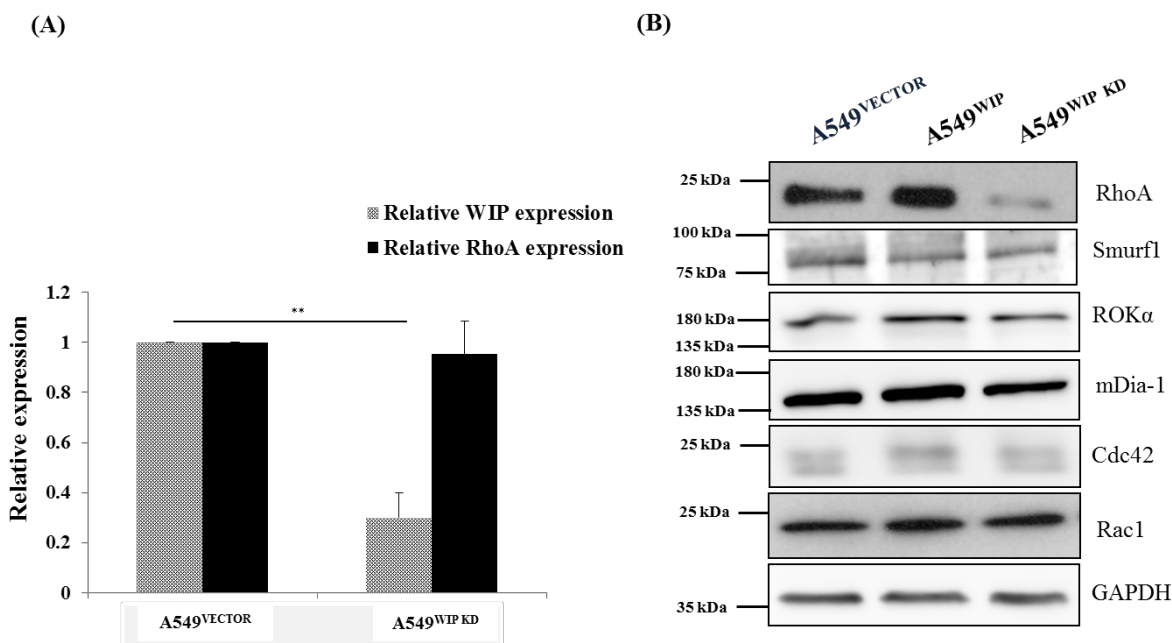 (A)
Relative WIP expression
Relative RhoA expression
1.2
1
0.8
0.6
0.4
0.2
0
Relative expression
**
A549VECTOR
A549WIP KD
(B)
A549VECTOR
A549WIP
A549WIP KD
25 kDa
RhoA
100 kDa
75 kDa
Smurf1
180 kDa
135 kDa
ROKα
180 kDa
135 kDa
mDia-1
25 kDa
Cdc42
25 kDa
Rac1
35 kDa
GAPDH